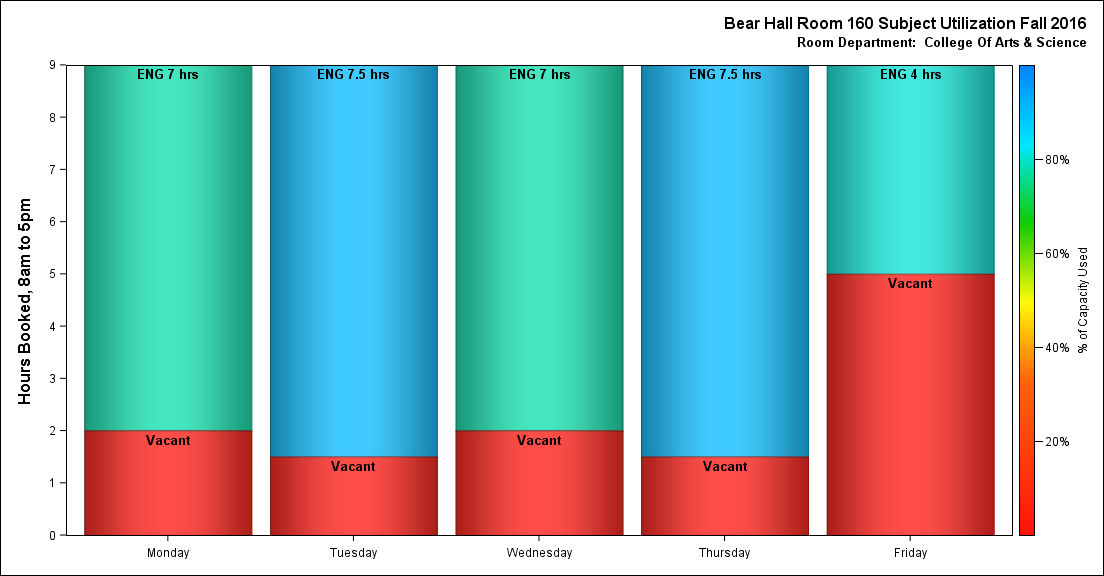 Bear Hall Room 160 Subject Utilization Fall 2016
Room Department:  College Of Arts & Science
Hours Booked, 8am to 5pm
9
8
7
6
5
4
3
2
1
0
ENG 7 hrs
ENG 7.5 hrs
ENG 7 hrs
ENG 7.5 hrs
ENG 4 hrs
Vacant
Vacant
Vacant
Vacant
Vacant
Monday
Tuesday
Wednesday
Thursday
Friday
80%
60%
40%
20%
% of Capacity Used